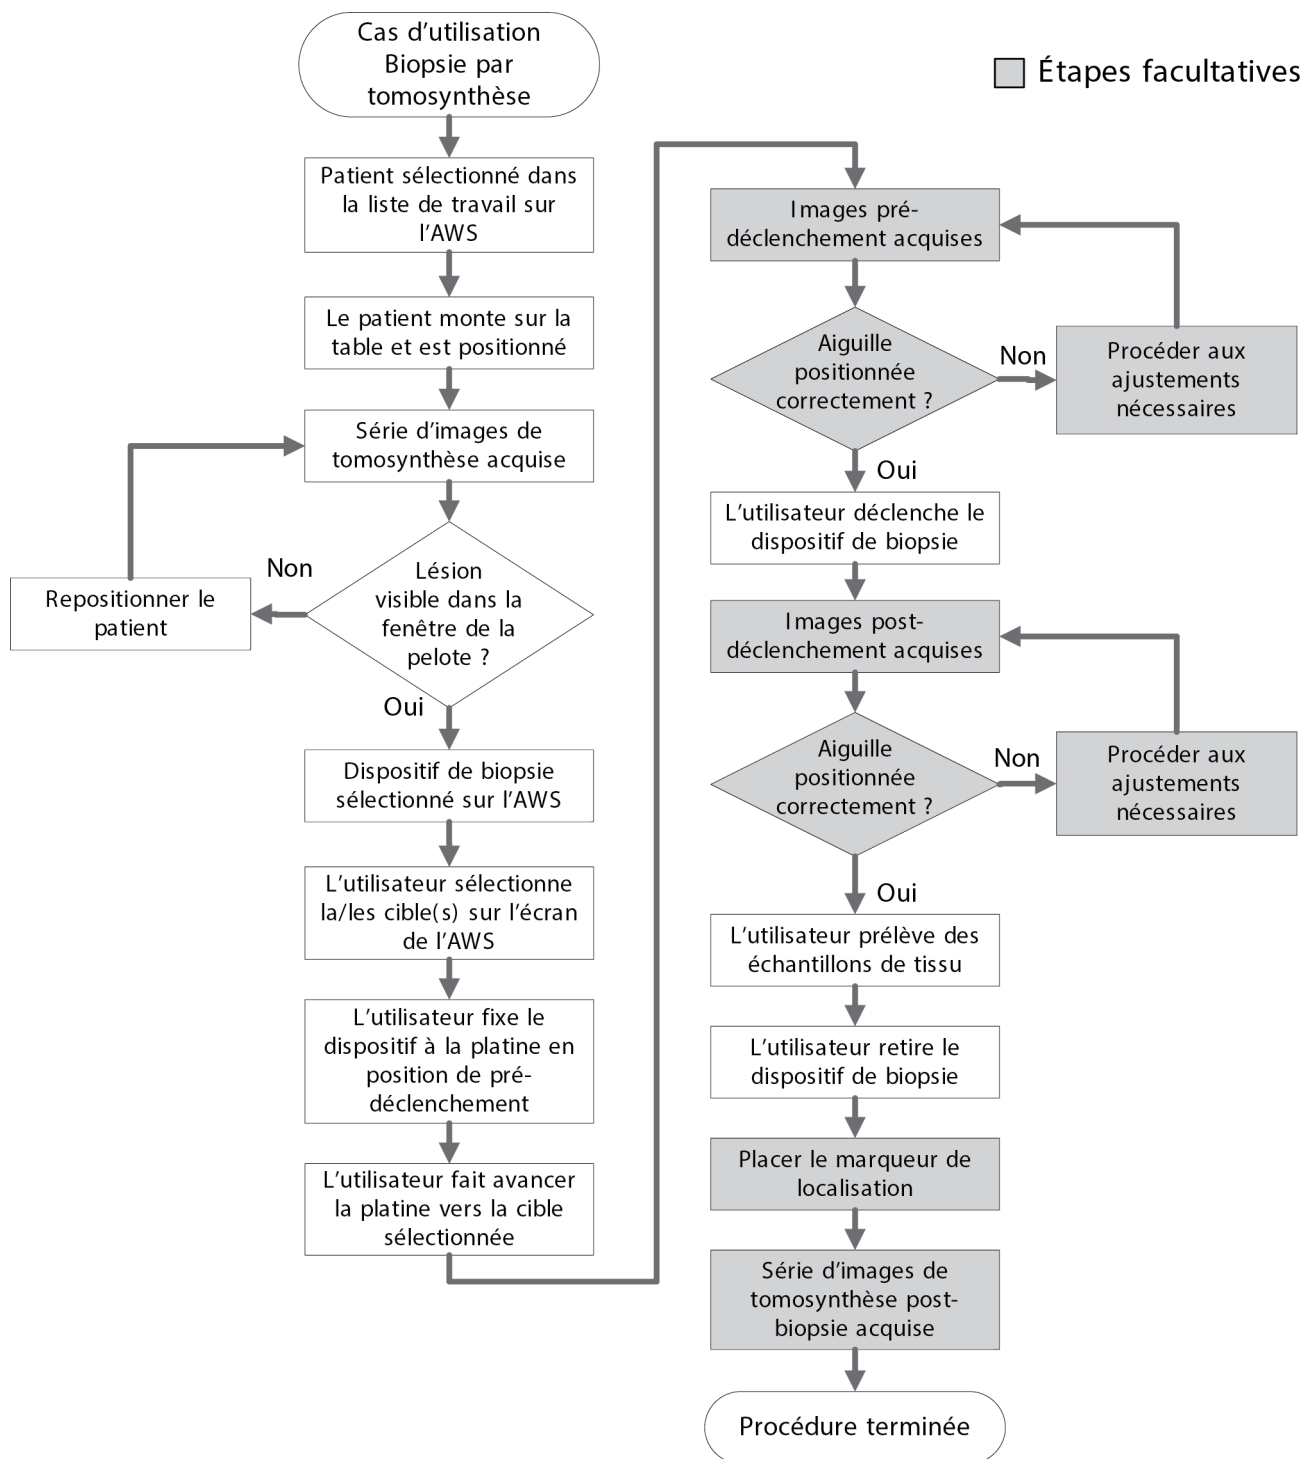 Cas d'utilisation
Biopsie par
tomosynthèse
Étapes facultatives
Patient sélectionné dans
la liste de travail sur
l'AWS
Le patient monte sur la
table et est positionné
Série d'images de
tomosynthèse acquise
Lésion
visible dans la
fenêtre de la
pelote ?
Non
Repositionner le
patient
Oui
Dispositif de biopsie
sélectionné sur l'AWS
L'utilisateur sélectionne
la/les cible(s) sur l'écran
de l'AWS
L'utilisateur fixe le
dispositif à la platine en
position de pré-
déclenchement
L'utilisateur fait avancer
la platine vers la cible
sélectionnée
Images pré-
déclenchement acquises
Aiguille
positionnée
correctement ?
Non
Procéder aux
ajustements
nécessaires
Oui
L'utilisateur déclenche le
dispositif de biopsie
Images post-
déclenchement acquises
Aiguille
positionnée
correctement ?
Non
Procéder aux
ajustements
nécessaires
Oui
L'utilisateur prélève des
échantillons de tissu
L'utilisateur retire le
dispositif de biopsie
Placer le marqueur de
localisation
Série d'images de
tomosynthèse post-
biopsie acquise
Procédure terminée